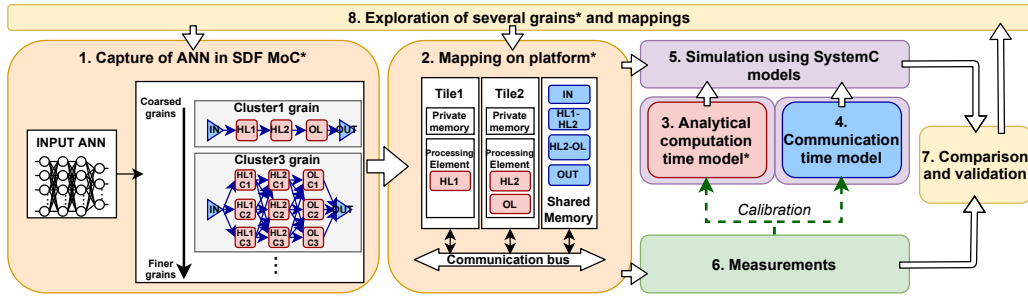 8. Exploration of several grains* and mappings
1. Capture of ANN in SDF MoC*
Coarsed
grains
Finer
grains
INPUT ANN
Cluster1 grain
IN
HL1
HL2
OL
OUT
Cluster3 grain
HL1
C1
HL2
C1
OL
C1
IN
HL1
C2
HL2
C2
OL
C2
OUT
HL1
C3
HL2
C3
OL
C3
...
2. Mapping on platform*
Tile1
Private
memory
Processing
Element
HL1
Tile2
Private
memory
Processing
Element
HL2
OL
IN
HL1-
HL2
HL2-OL
OUT
Shared
Memory
Communication bus
5. Simulation using SystemC
models
3. Analytical
computation
time model*
4.
Communication
time model
Calibration
6. Measurements
7. Comparison
and validation